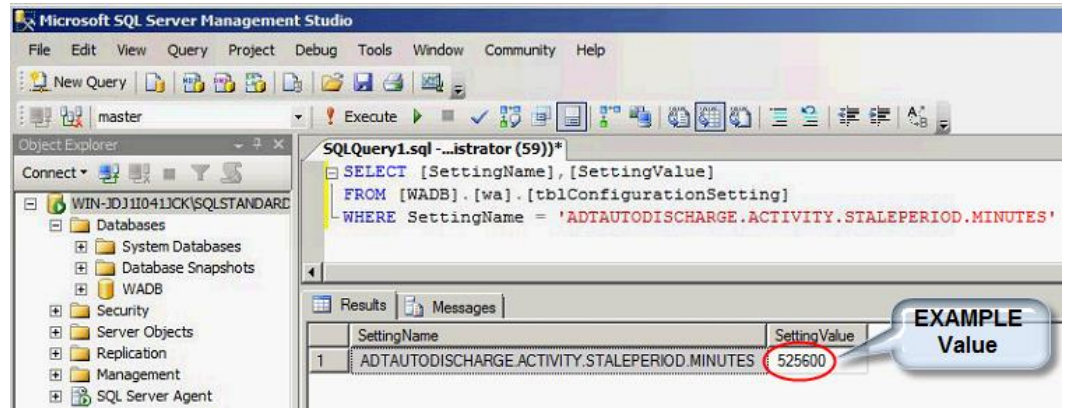 Microsoft SQL Server Management Studio
File Edit View Query Project Debug Tools Window Community Help
New Query
master Execute
Object Explorer
SQLQuery1.sql -...istrator (59))*
Connect
SELECT [SettingName],[SettingValue]
FROM [WADB].[wa].[tblConfigurationSetting]
WHERE SettingName = 'ADTAUTODISCHARGE.ACTIVITY.STALEPERIOD.MINUTES'
WIN-JDJ1I041JCK\SQLSTANDARD
Databases
System Databases
Database Snapshots
WADB
Security
Server Objects
Replication
Management
SQL Server Agent
Results Messages
SettingName SettingValue
1 ADTAUTODISCHARGE.ACTIVITY.STALEPERIOD.MINUTES 525600
EXAMPLE
Value